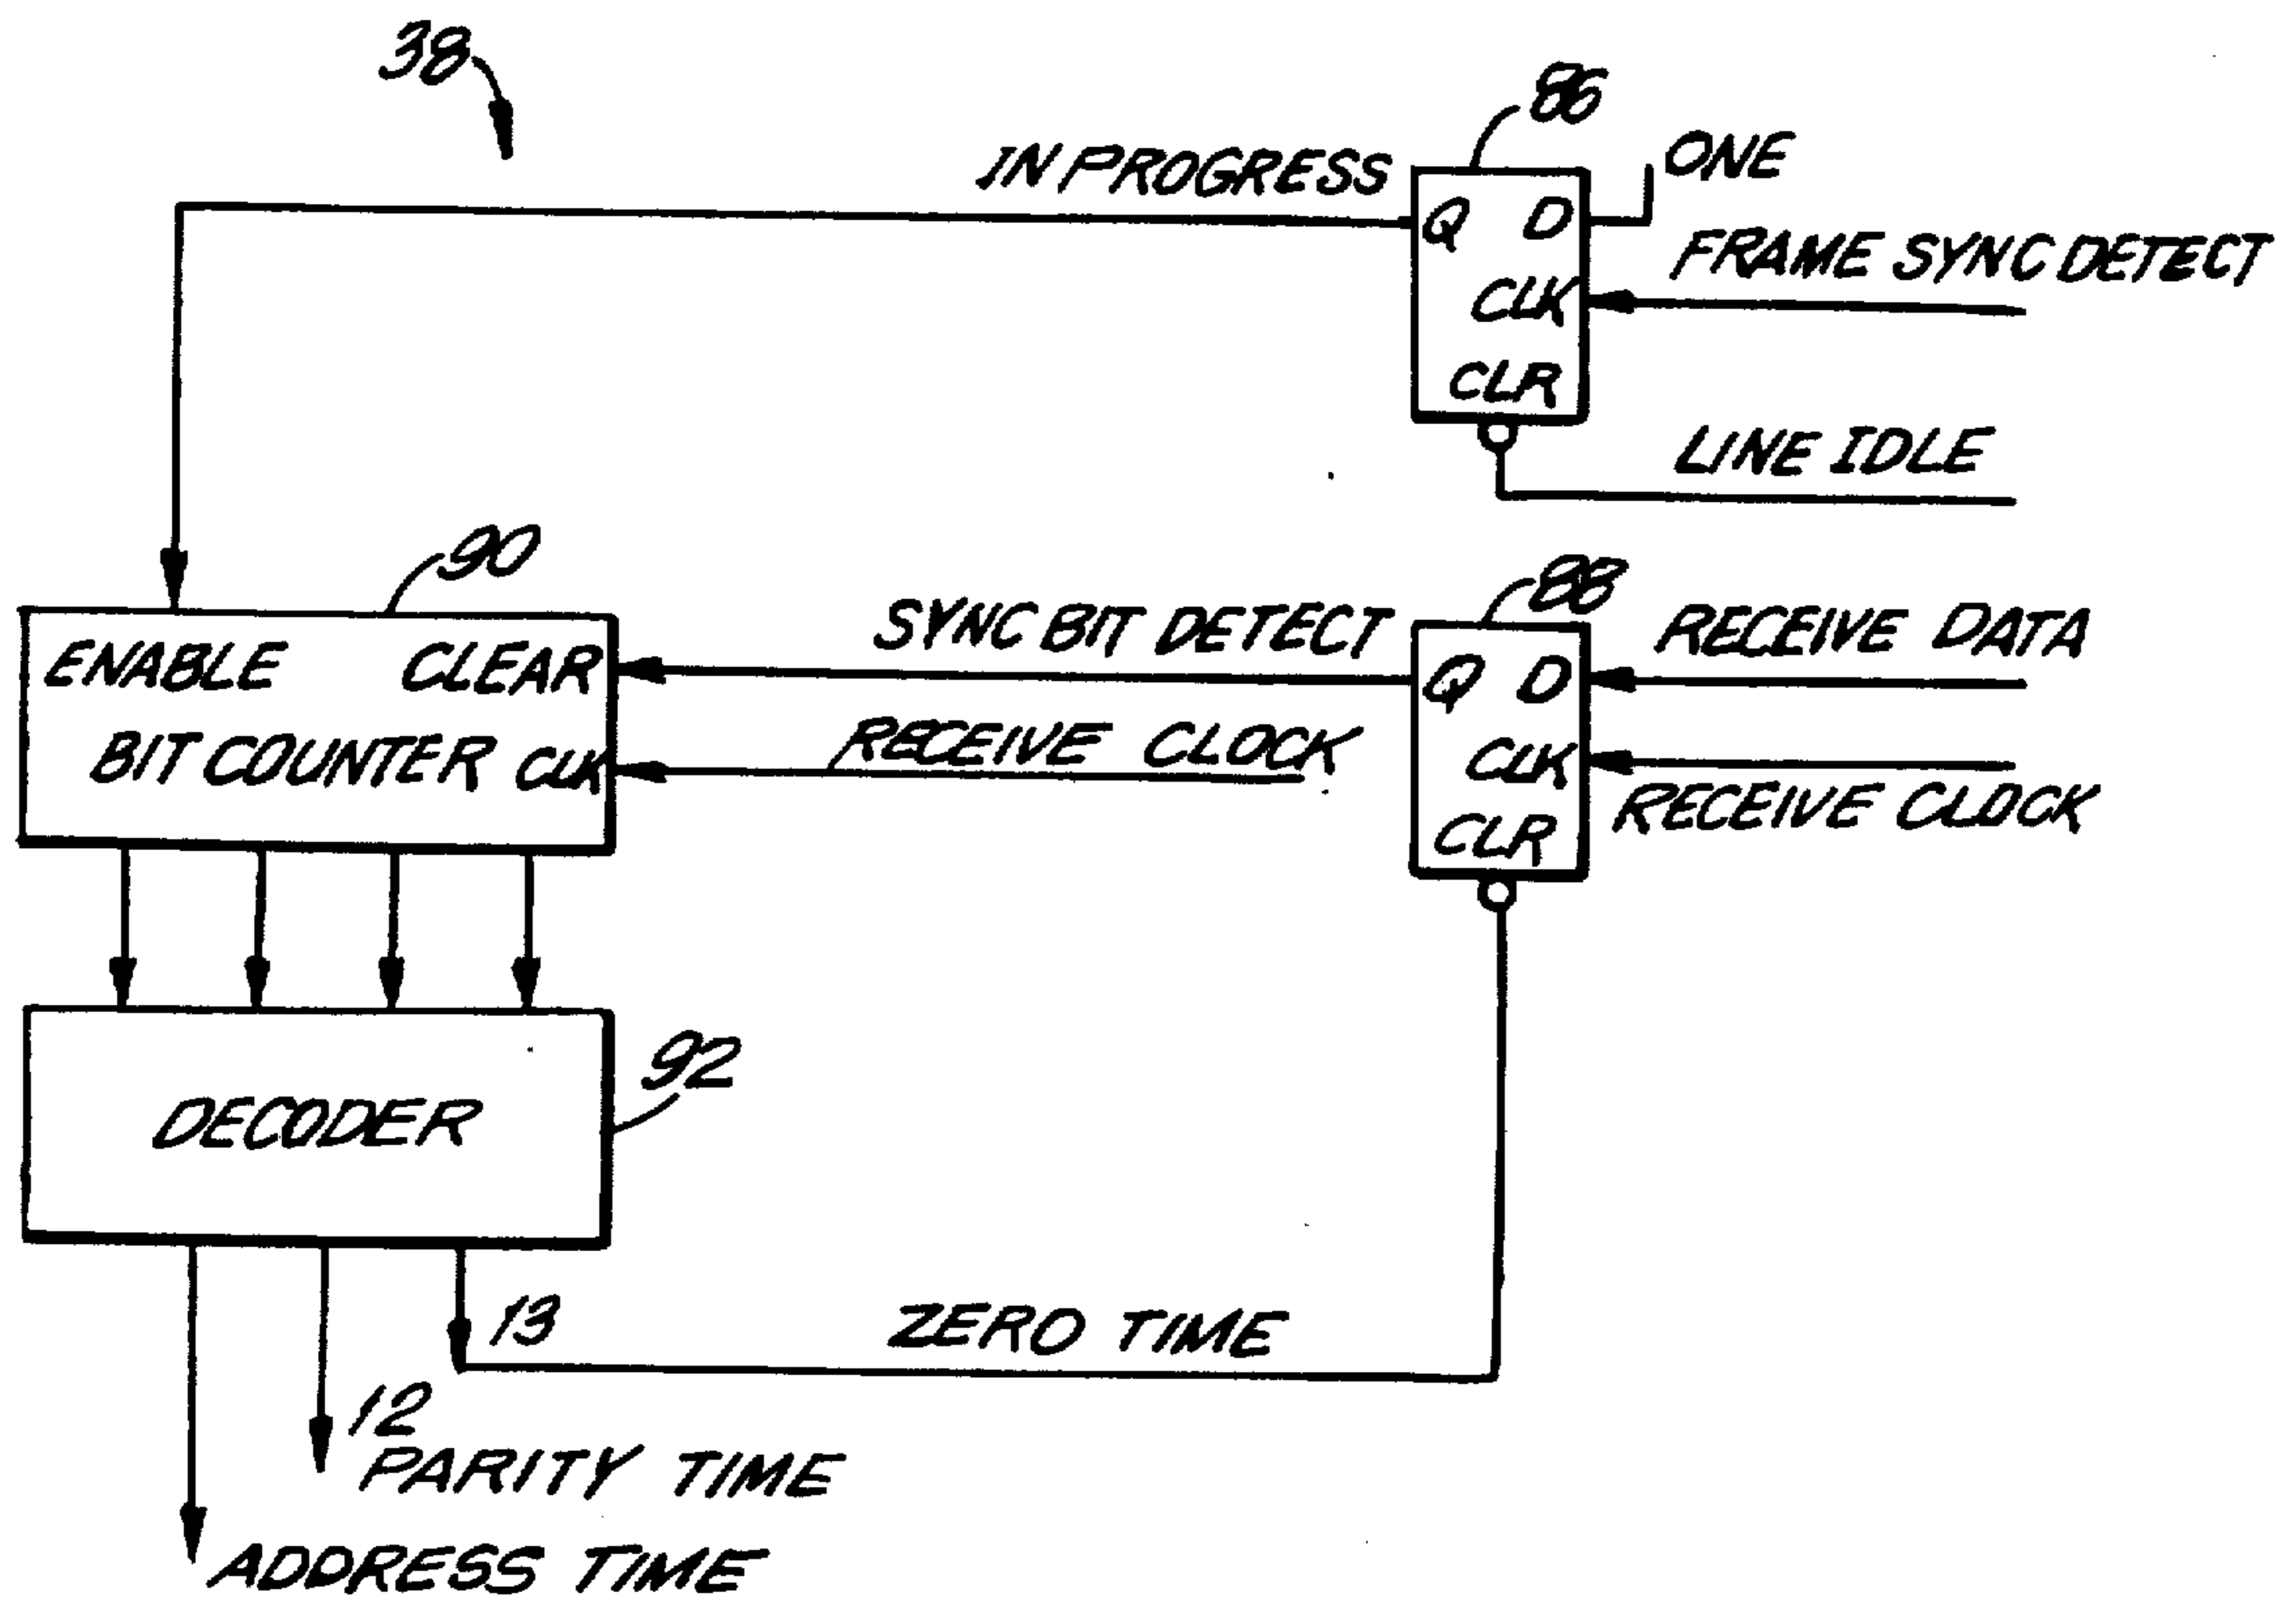 38
86
IN PROGRESS
ONE
Q D
FRAME SYNC DETECT
CLK
CLR
LINE IDLE
90
88
SYNC BIT DETECT
RECEIVE DATA
ENABLE CLEAR
Q D
RECEIVE CLOCK
BIT COUNTER CLK
CLK
RECEIVE CLOCK
CLR
92
DECODER
13
ZERO TIME
12
PARITY TIME
ADDRESS TIME